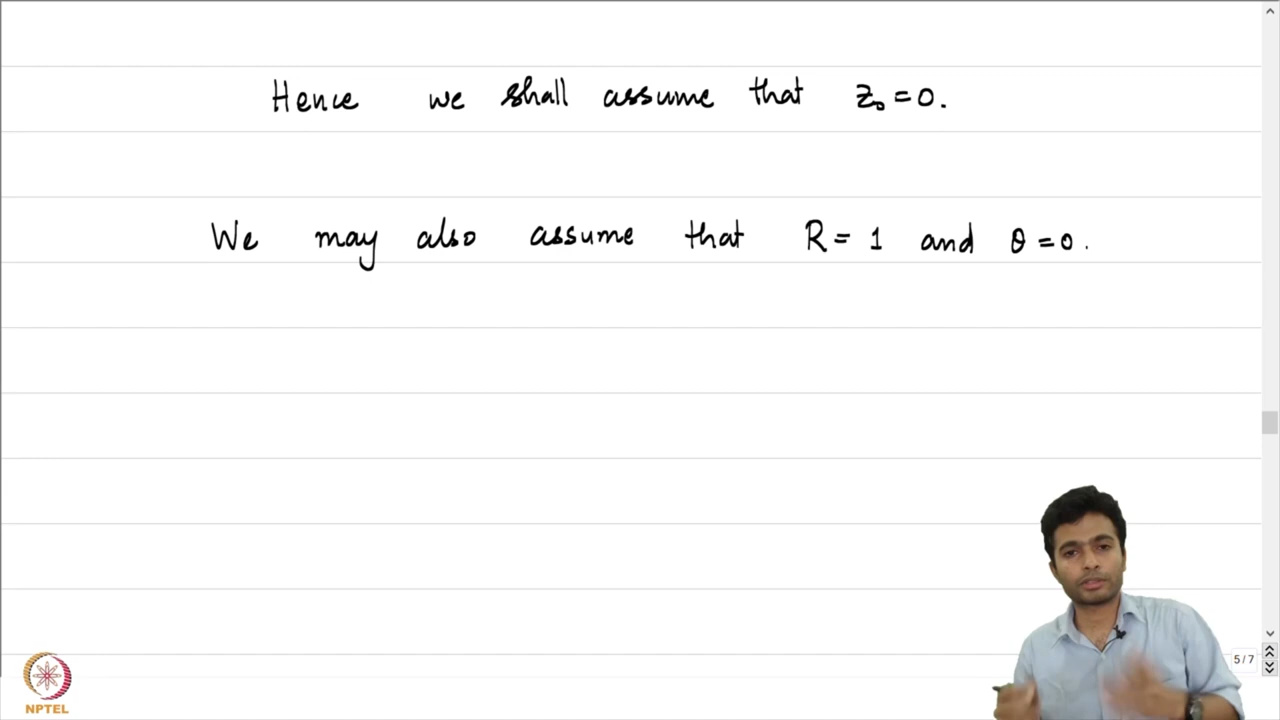 Hence we shall assume that z₀ = 0.
We may also assume that R = 1 and θ = 0.
5 / 7
NPTEL